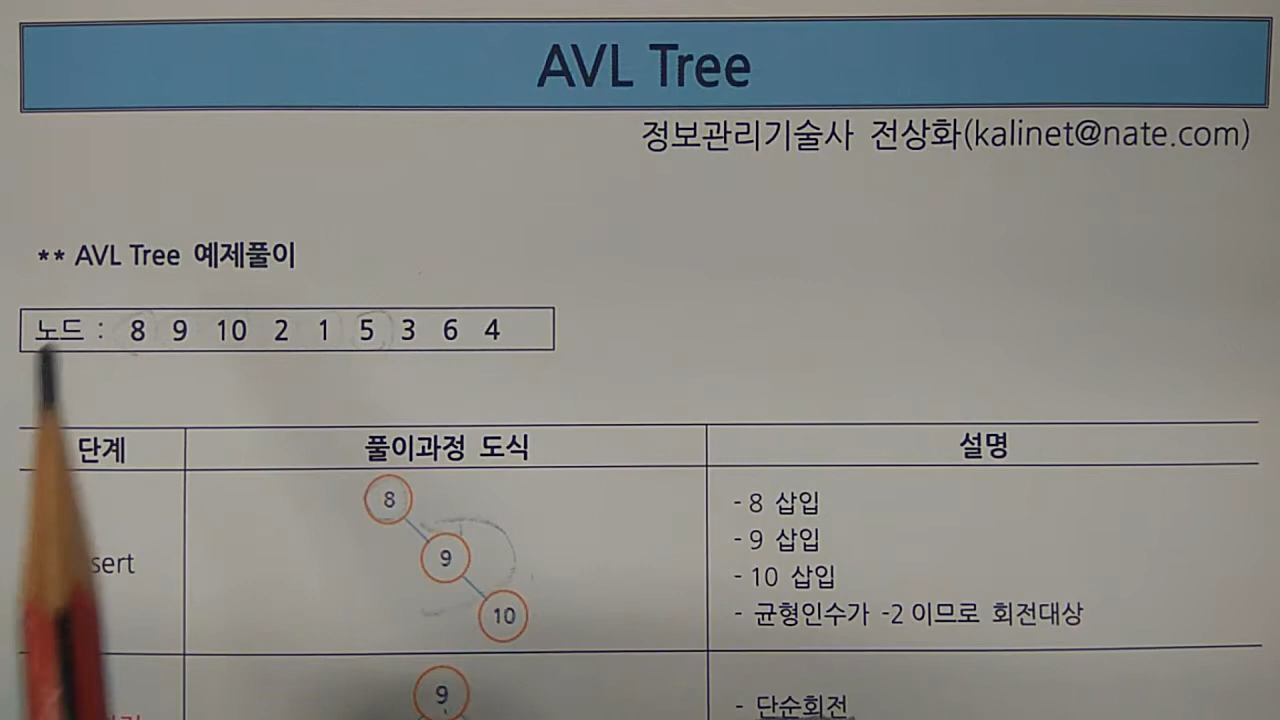 AVL Tree
정보관리기술사 전상화(kalinet@nate.com)
** AVL Tree 예제풀이
노드 : 8 9 10 2 1 5 3 6 4
단계 풀이과정 도식 설명
8
9
10
- 8 삽입
- 9 삽입
- 10 삽입
- 균형인수가 -2 이므로 회전대상
9
- 단순회전